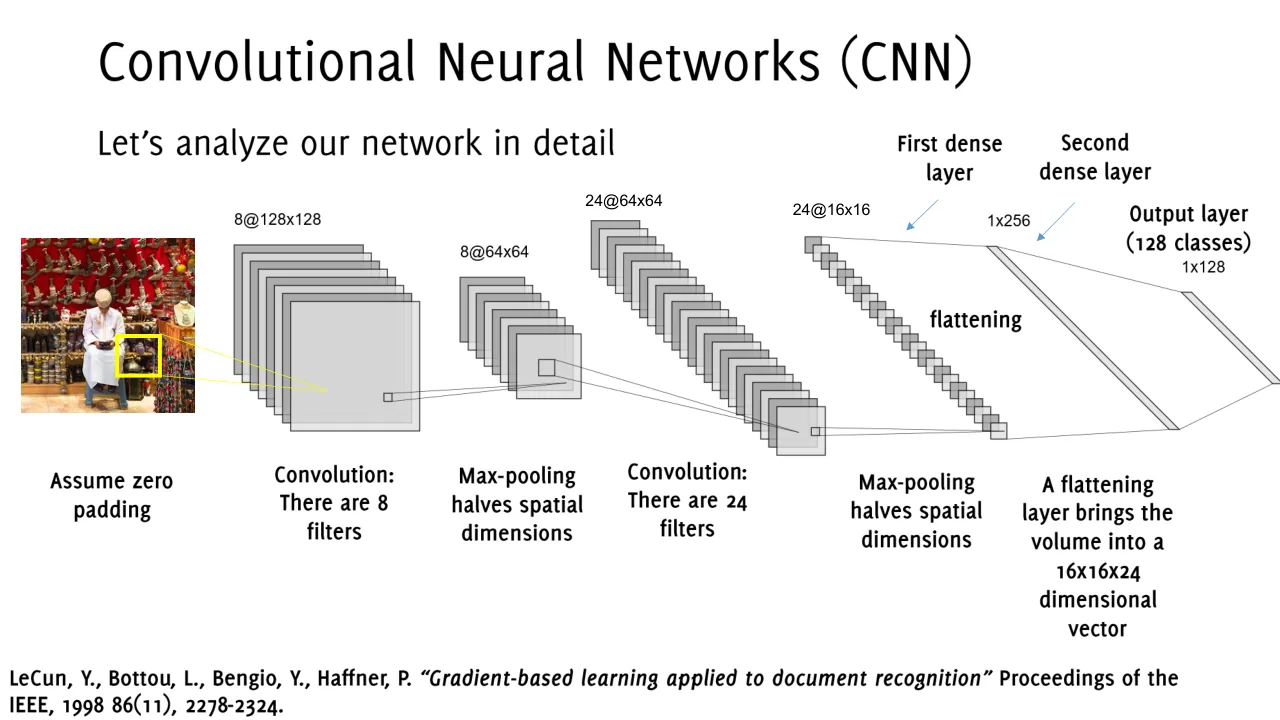 Convolutional Neural Networks (CNN)
Let's analyze our network in detail
First dense
layer
Second
dense layer
Output layer
(128 classes)
8@128x128
8@64x64
24@64x64
24@16x16
1x256
1x128
flattening
Assume zero
padding
Convolution:
There are 8
filters
Max-pooling
halves spatial
dimensions
Convolution:
There are 24
filters
Max-pooling
halves spatial
dimensions
A flattening
layer brings the
volume into a
16x16x24
dimensional
vector
LeCun, Y., Bottou, L., Bengio, Y., Haffner, P. “Gradient-based learning applied to document recognition” Proceedings of the
IEEE, 1998 86(11), 2278-2324.